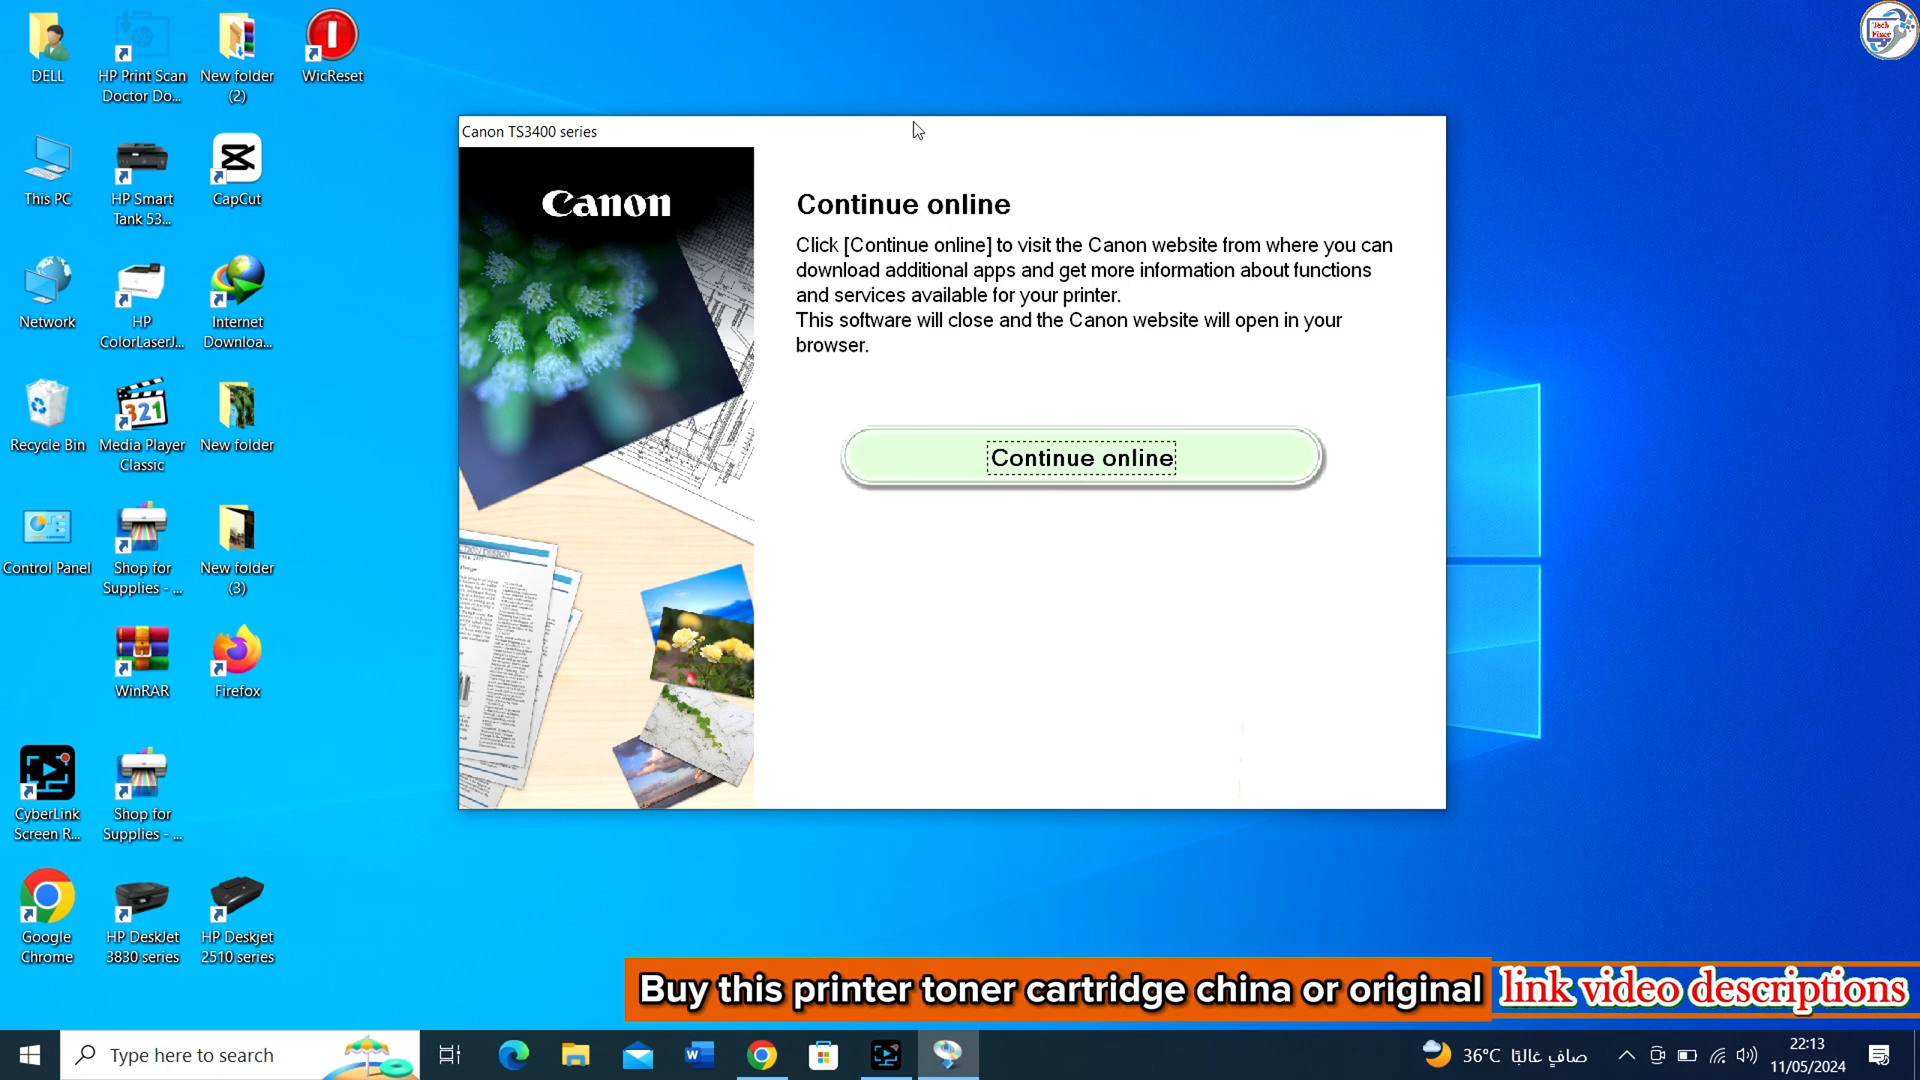 DELL
HP Print Scan
Doctor Do...
New folder
(2)
WicReset
This PC
HP Smart
Tank 53...
CapCut
Network
HP
ColorLaserJ...
Internet
Downloa...
Recycle Bin
Media Player
Classic
New folder
Control Panel
Shop for
Supplies - ...
New folder
(3)
WinRAR
Firefox
CyberLink
Screen R...
Shop for
Supplies - ...
Google
Chrome
HP DeskJet
3830 series
HP Deskjet
2510 series
Tech
Fixer
Canon TS3400 series
Canon
Continue online
Click [Continue online] to visit the Canon website from where you can
download additional apps and get more information about functions
and services available for your printer.
This software will close and the Canon website will open in your
browser.
Continue online
Buy this printer toner cartridge china or original
link video descriptions
Type here to search
36°C صافٍ غالبًا
22:13
11/05/2024